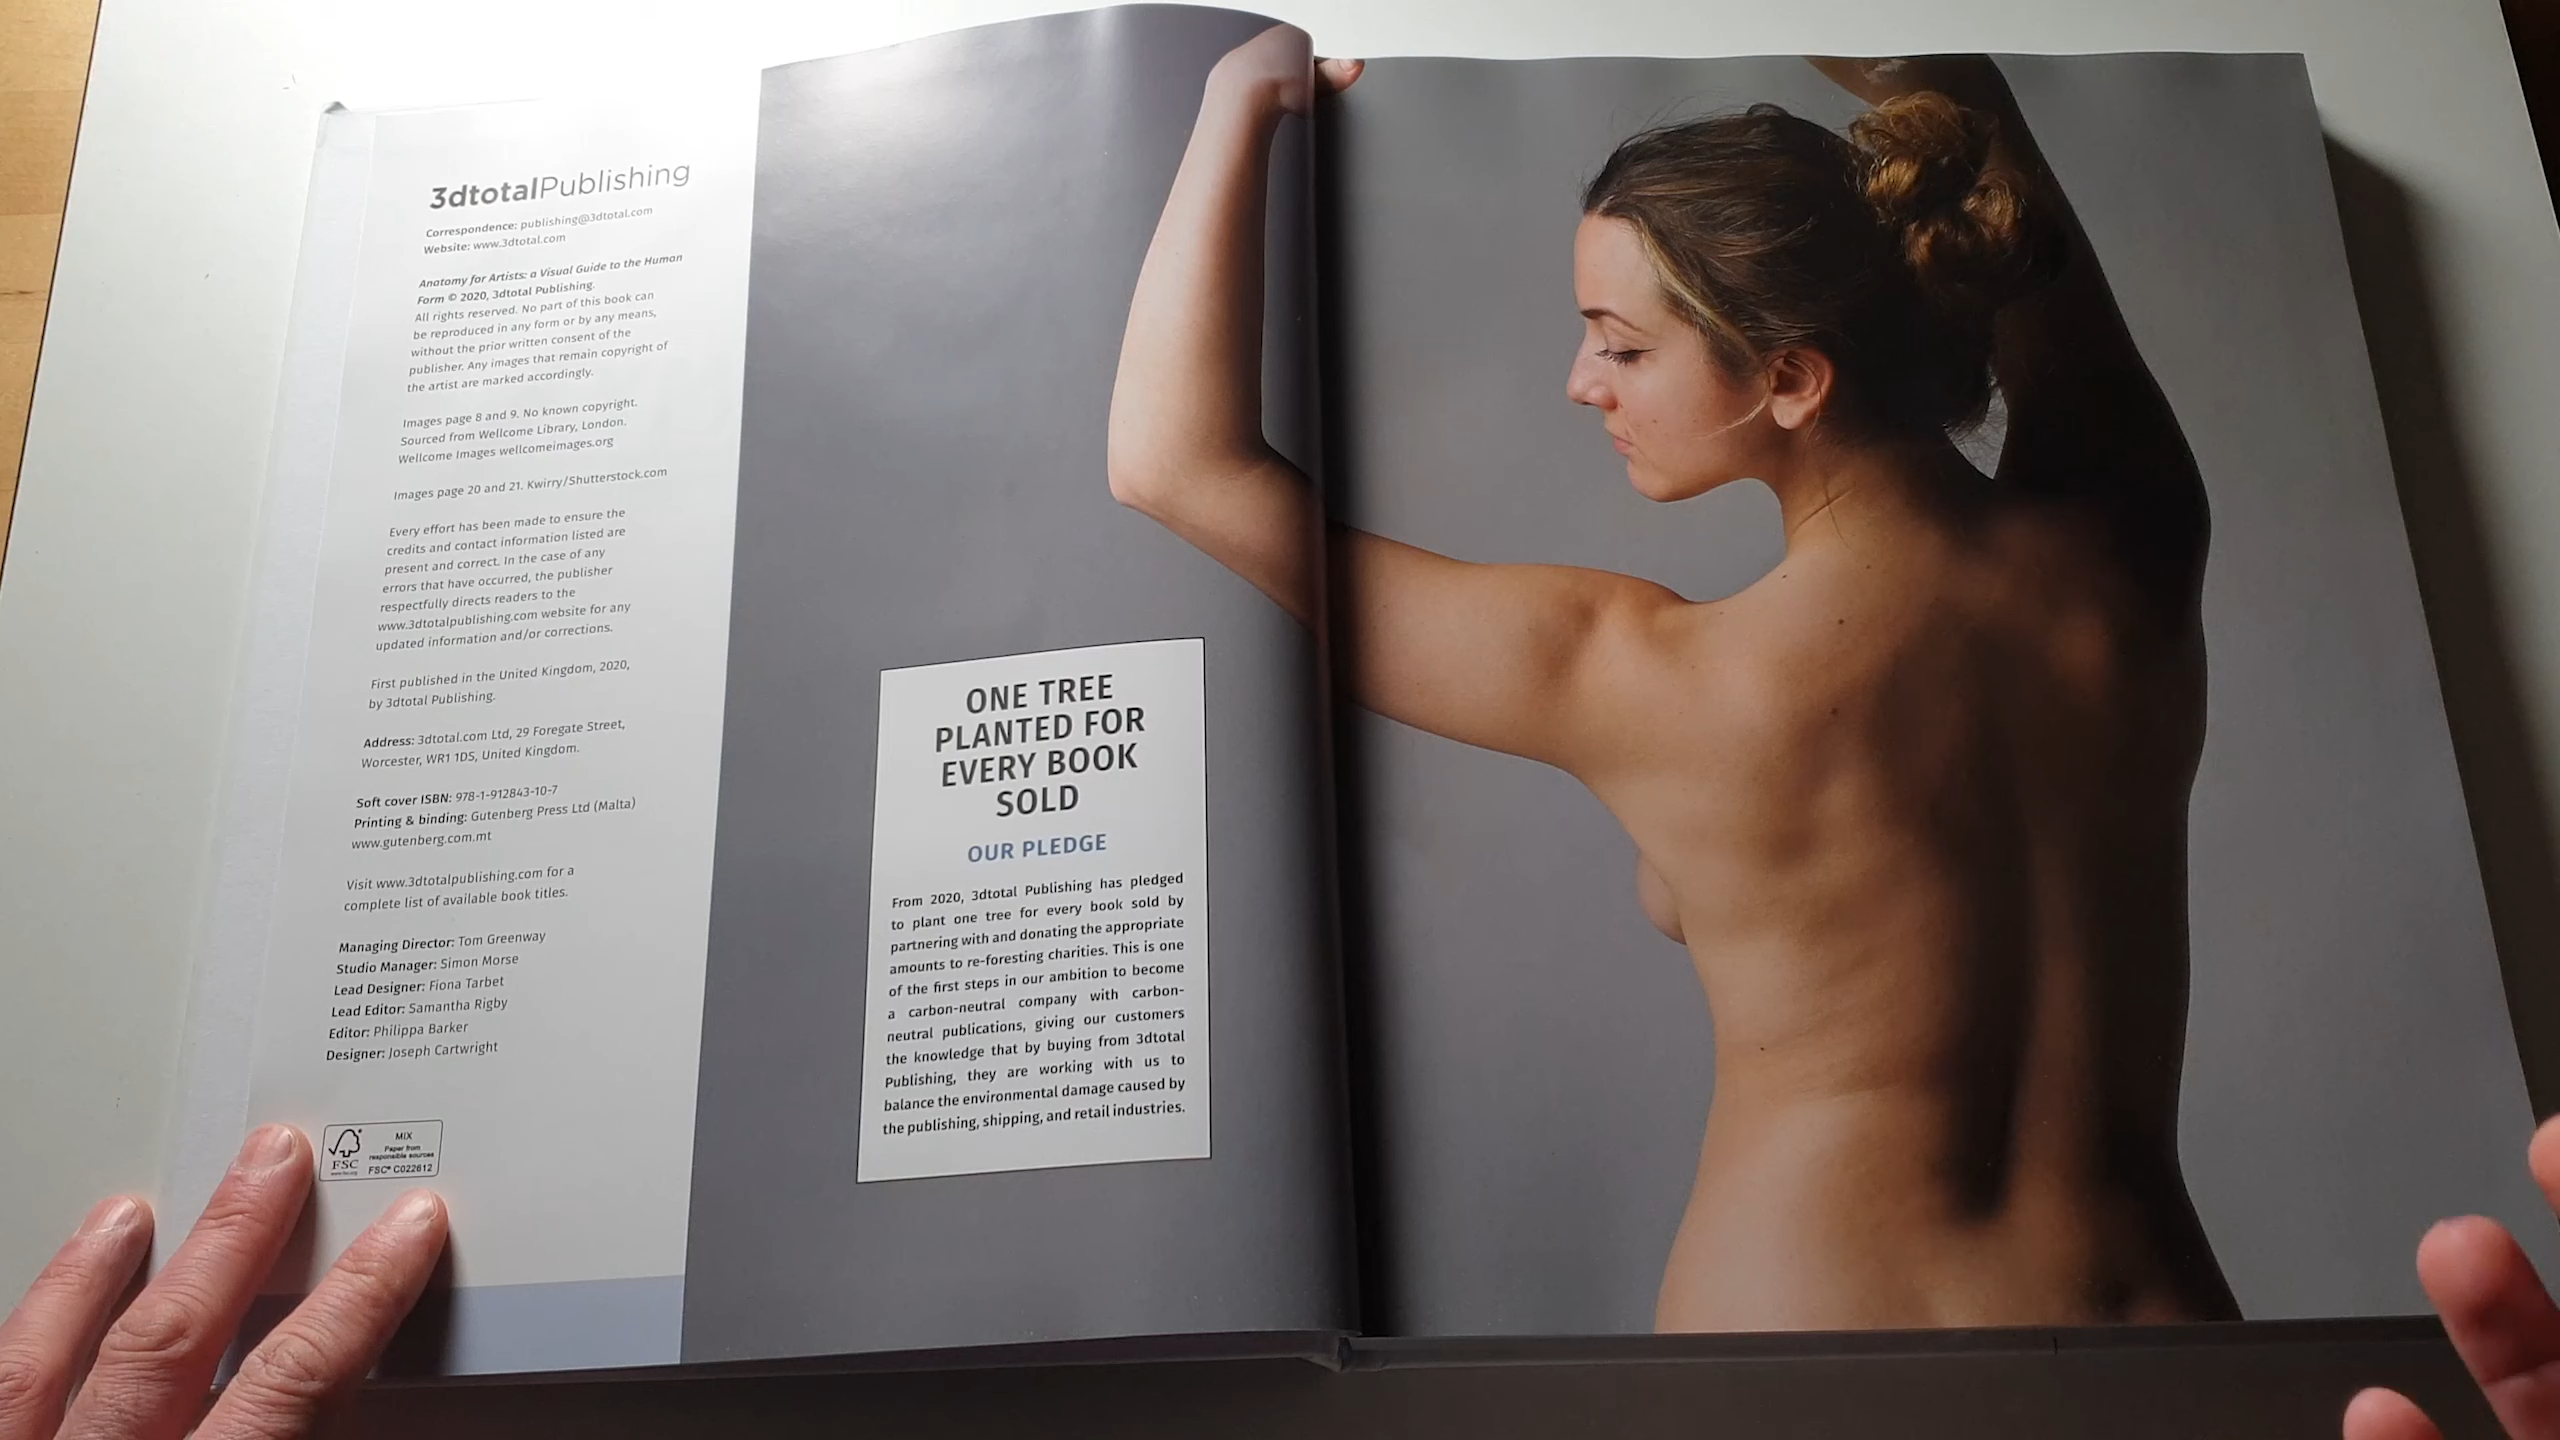 3dtotalPublishing
Correspondence: publishing@3dtotal.com
Website: www.3dtotal.com
Anatomy for Artists: a Visual Guide to the Human
Form © 2020, 3dtotal Publishing.
All rights reserved. No part of this book can
be reproduced in any form or by any means,
without the prior written consent of the
publisher. Any images that remain copyright of
the artist are marked accordingly.
Images page 8 and 9. No known copyright.
Sourced from Wellcome Library, London.
Wellcome Images wellcomeimages.org
Images page 20 and 21. Kwirry/Shutterstock.com
Every effort has been made to ensure the
credits and contact information listed are
present and correct. In the case of any
errors that have occurred, the publisher
respectfully directs readers to the
www.3dtotalpublishing.com website for any
updated information and/or corrections.
First published in the United Kingdom, 2020,
by 3dtotal Publishing.
Address: 3dtotal.com Ltd, 29 Foregate Street,
Worcester, WR1 1DS, United Kingdom.
Soft cover ISBN: 978-1-912843-10-7
Printing & binding: Gutenberg Press Ltd (Malta)
www.gutenberg.com.mt
Visit www.3dtotalpublishing.com for a
complete list of available book titles.
Managing Director: Tom Greenway
Studio Manager: Simon Morse
Lead Designer: Fiona Tarbet
Lead Editor: Samantha Rigby
Editor: Philippa Barker
Designer: Joseph Cartwright
FSC
www.fsc.org
MIX
Paper from
responsible sources
FSC® C022612
ONE TREE
PLANTED FOR
EVERY BOOK
SOLD
OUR PLEDGE
From 2020, 3dtotal Publishing has pledged
to plant one tree for every book sold by
partnering with and donating the appropriate
amounts to re-foresting charities. This is one
of the first steps in our ambition to become
a carbon-neutral company with carbon-
neutral publications, giving our customers
the knowledge that by buying from 3dtotal
Publishing, they are working with us to
balance the environmental damage caused by
the publishing, shipping, and retail industries.